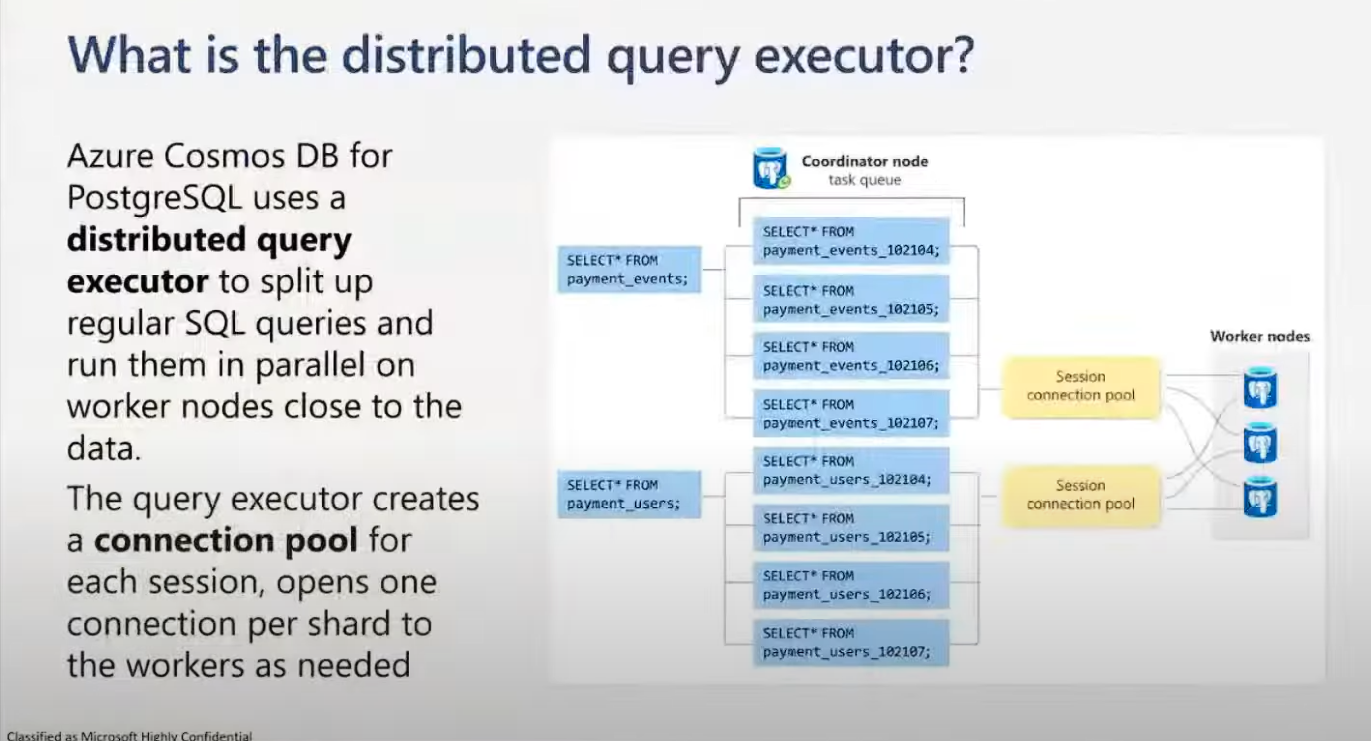 What is the distributed query executor?
Azure Cosmos DB for
PostgreSQL uses a
distributed query
executor to split up
regular SQL queries and
run them in parallel on
worker nodes close to the
data.
The query executor creates
a connection pool for
each session, opens one
connection per shard to
the workers as needed
Coordinator node
task queue
SELECT* FROM
payment_events;
SELECT* FROM
payment_events_102104;
SELECT* FROM
payment_events_102105;
SELECT* FROM
payment_events_102106;
SELECT* FROM
payment_events_102107;
SELECT* FROM
payment_users;
SELECT* FROM
payment_users_102104;
SELECT* FROM
payment_users_102105;
SELECT* FROM
payment_users_102106;
SELECT* FROM
payment_users_102107;
Session
connection pool
Session
connection pool
Worker nodes
Classified as Microsoft Highly Confidential